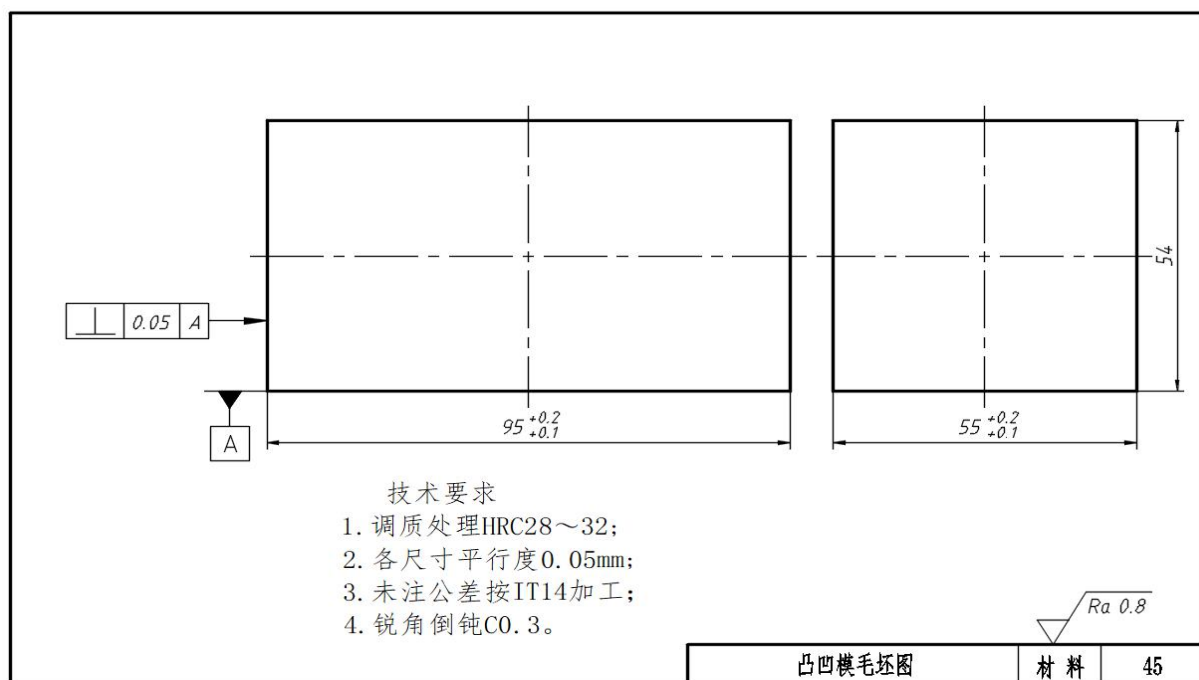 54
⊥ 0.05 A
A
95 +0.2 +0.1
55 +0.2 +0.1
技术要求
1.调质处理HRC28～32;
2.各尺寸平行度0.05mm;
3.未注公差按IT14加工;
4.锐角倒钝C0.3。
Ra 0.8
凸凹模毛坯图 材料 45